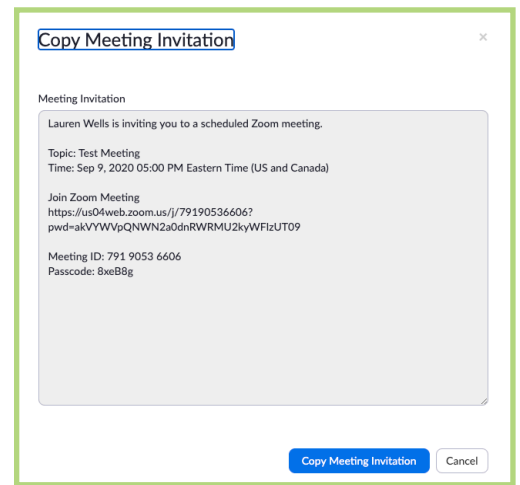 Copy Meeting Invitation
×
Meeting Invitation
Lauren Wells is inviting you to a scheduled Zoom meeting.
Topic: Test Meeting
Time: Sep 9, 2020 05:00 PM Eastern Time (US and Canada)
Join Zoom Meeting
https://us04web.zoom.us/j/79190536606?
pwd=akVYWVpQNWN2a0dnRWRMU2kyWFIzUT09
Meeting ID: 791 9053 6606
Passcode: 8xeB8g
Copy Meeting Invitation
Cancel